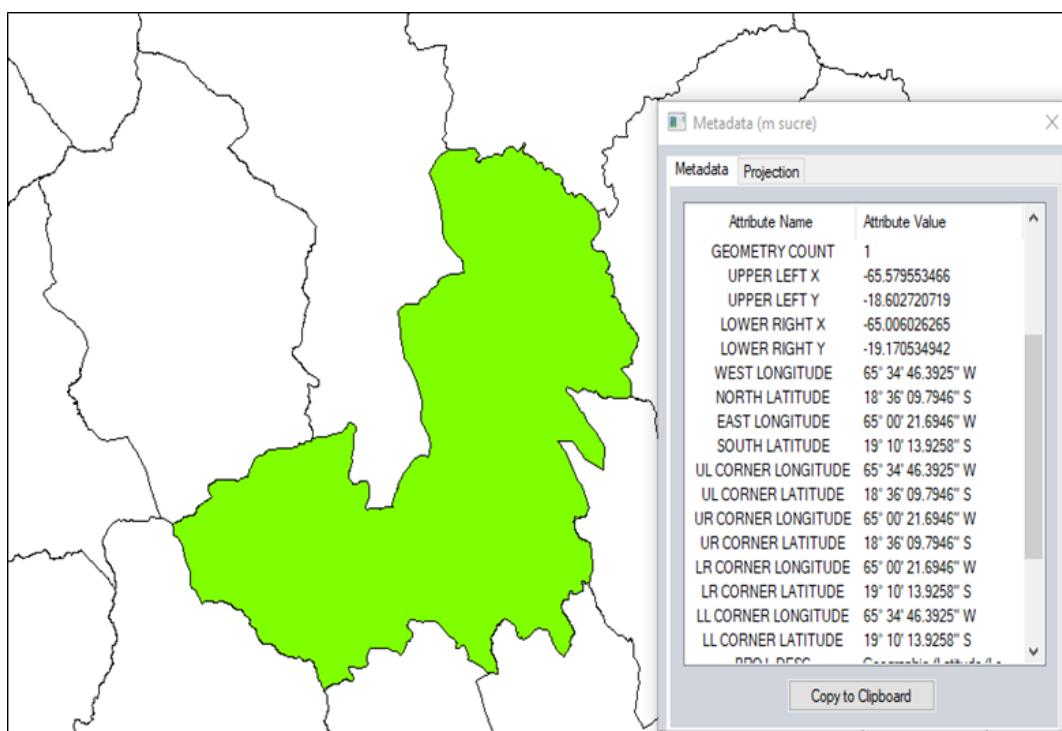 Metadata (m sucre)
Metadata Projection
Attribute Name Attribute Value
GEOMETRY COUNT 1
UPPER LEFT X -65.579553466
UPPER LEFT Y -18.602720719
LOWER RIGHT X -65.006026265
LOWER RIGHT Y -19.170534942
WEST LONGITUDE 65° 34' 46.3925" W
NORTH LATITUDE 18° 36' 09.7946" S
EAST LONGITUDE 65° 00' 21.6946" W
SOUTH LATITUDE 19° 10' 13.9258" S
UL CORNER LONGITUDE 65° 34' 46.3925" W
UL CORNER LATITUDE 18° 36' 09.7946" S
UR CORNER LONGITUDE 65° 00' 21.6946" W
UR CORNER LATITUDE 18° 36' 09.7946" S
LR CORNER LONGITUDE 65° 00' 21.6946" W
LR CORNER LATITUDE 19° 10' 13.9258" S
LL CORNER LONGITUDE 65° 34' 46.3925" W
LL CORNER LATITUDE 19° 10' 13.9258" S
Copy to Clipboard